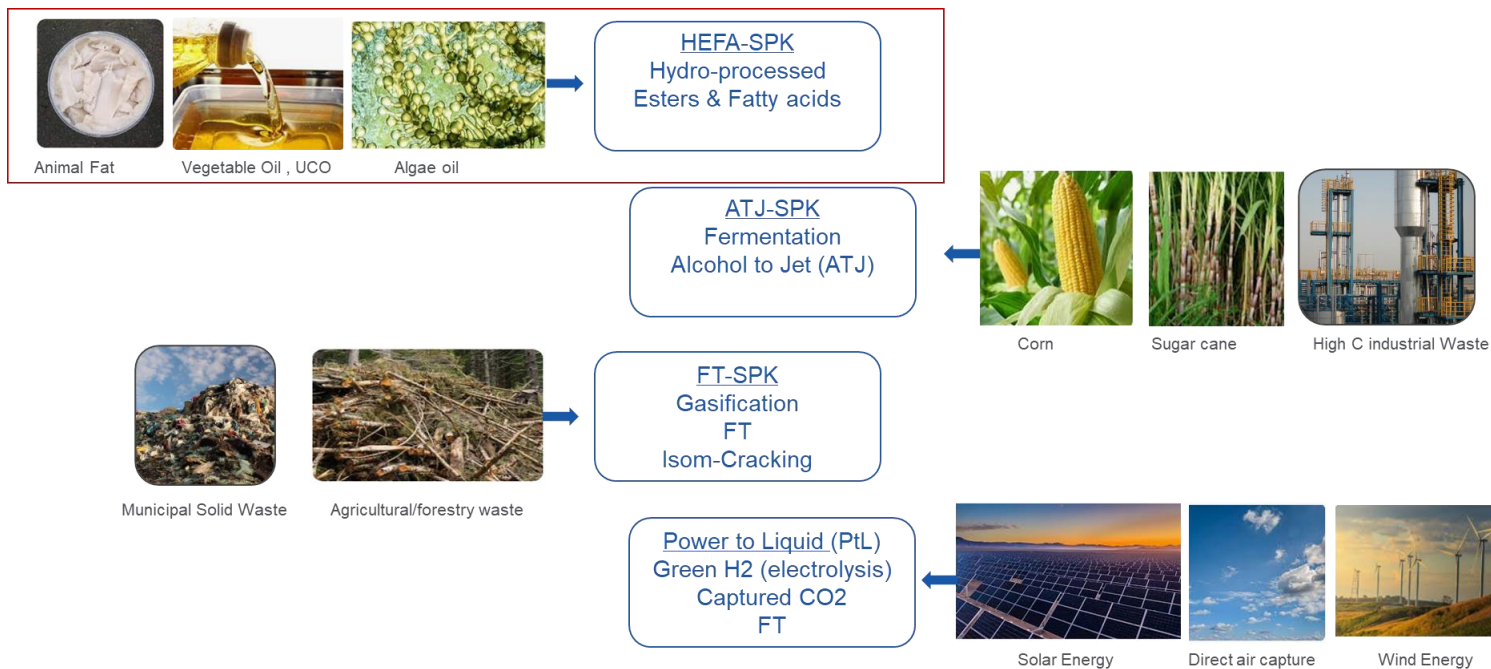 HEFA-SPK
Hydro-processed
Esters & Fatty acids
Animal Fat
Vegetable Oil , UCO
Algae oil
ATJ-SPK
Fermentation
Alcohol to Jet (ATJ)
Corn
Sugar cane
High C industrial Waste
FT-SPK
Gasification
FT
Isom-Cracking
Municipal Solid Waste
Agricultural/forestry waste
Power to Liquid (PtL)
Green H2 (electrolysis)
Captured CO2
FT
Solar Energy
Direct air capture
Wind Energy